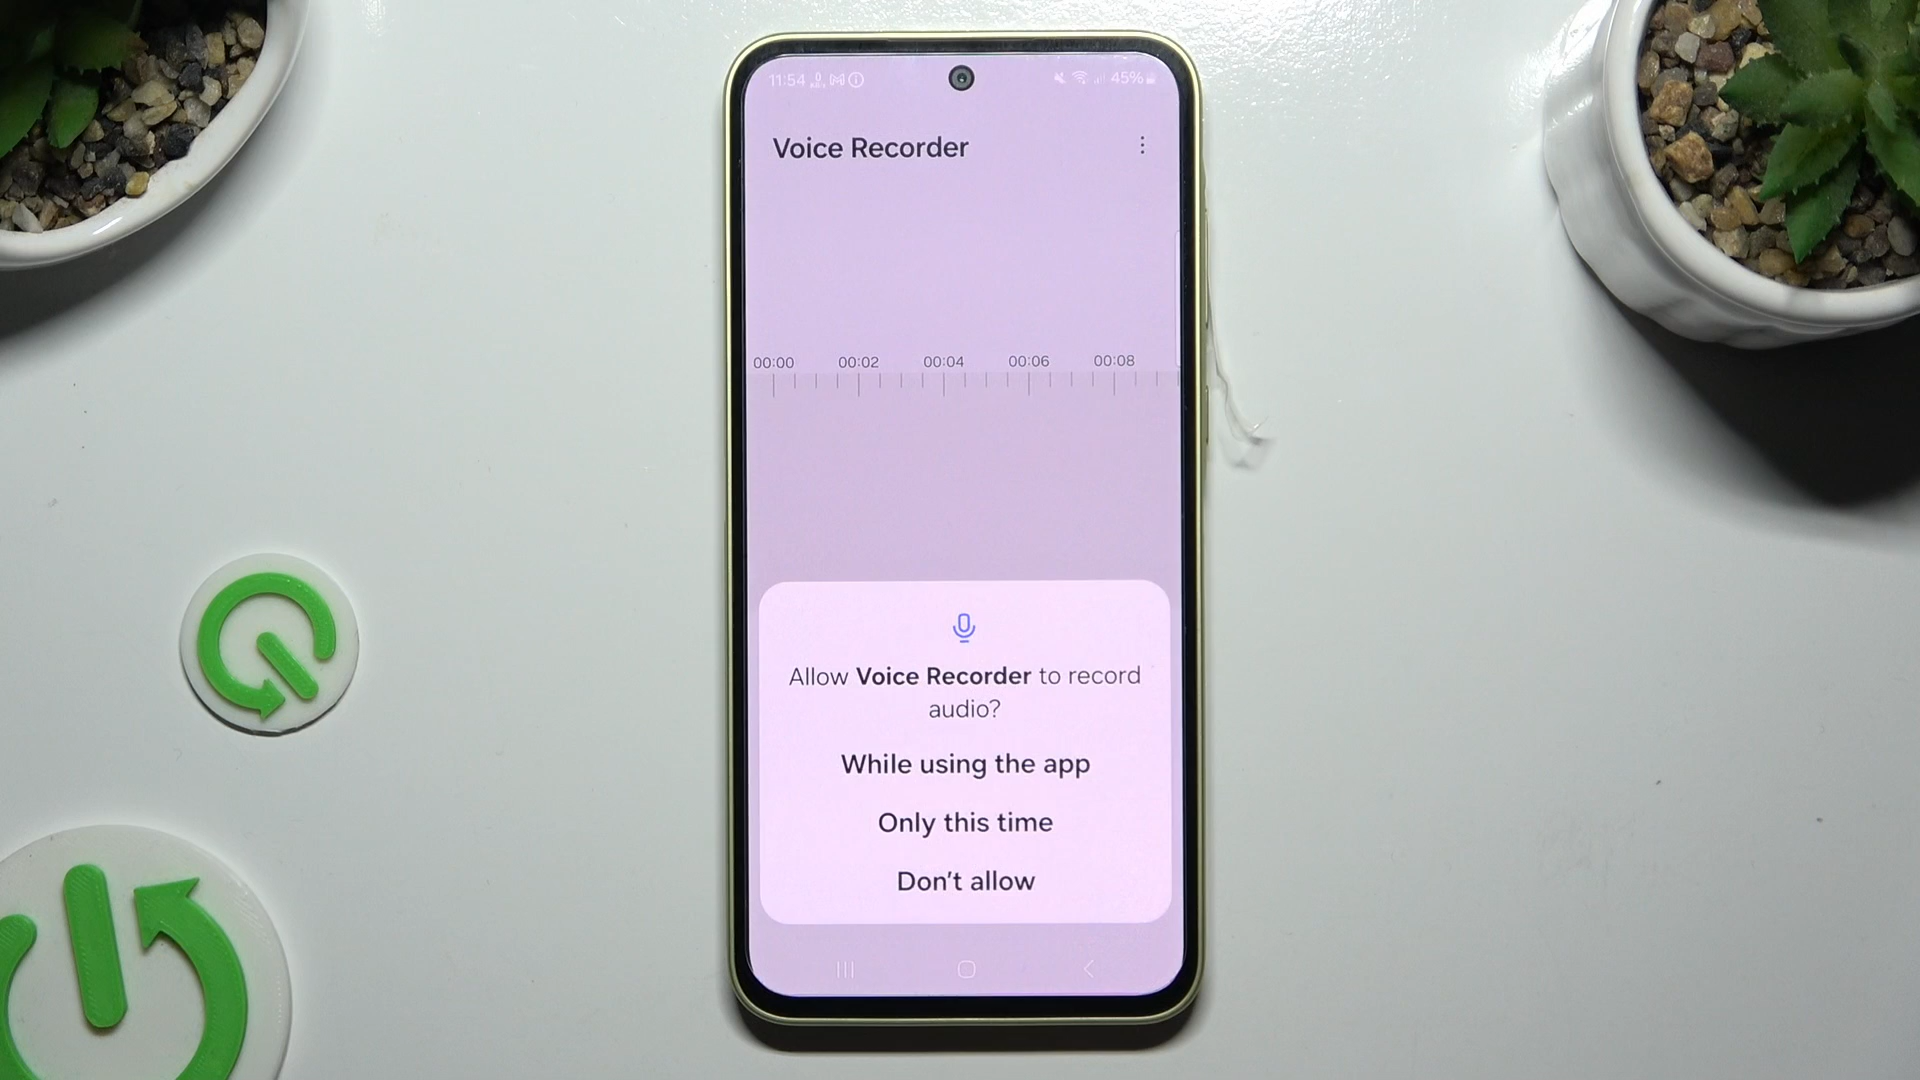 11:54
45%
Voice Recorder
00:00 00:02 00:04 00:06 00:08
Allow Voice Recorder to record
audio?
While using the app
Only this time
Don't allow